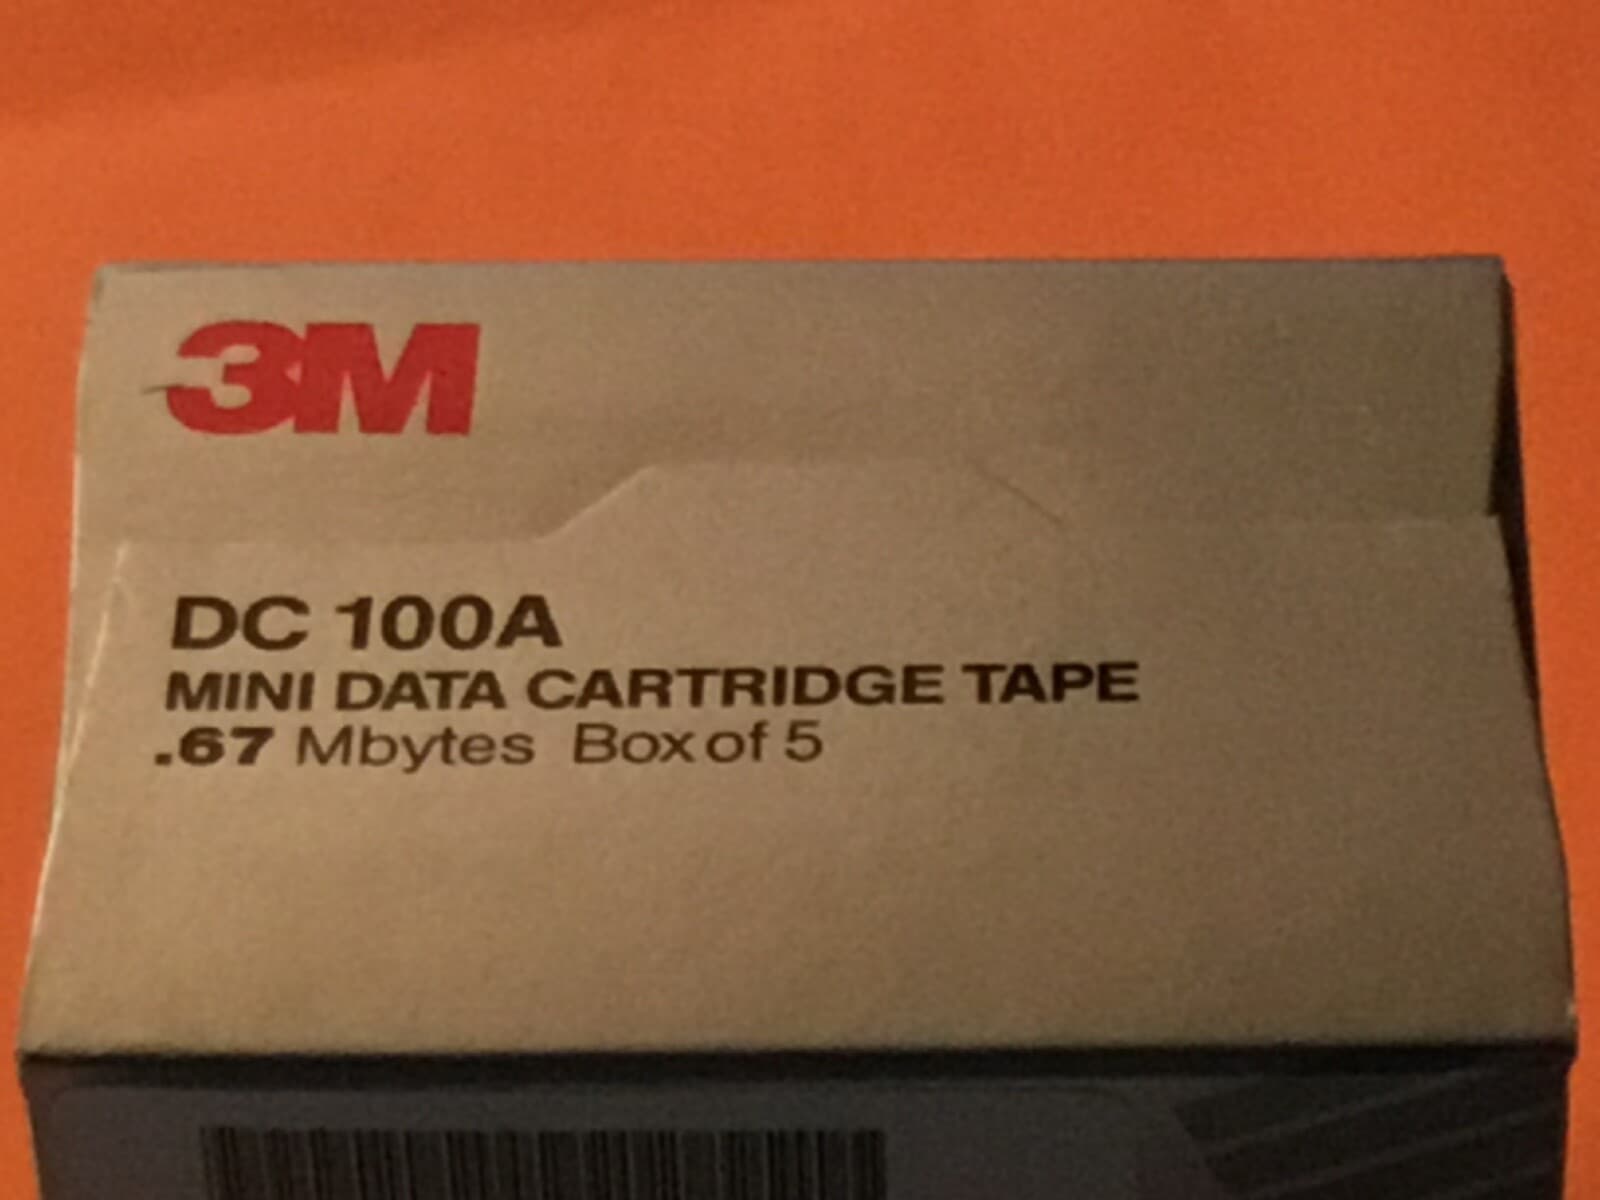 3M
DC 100A
MINI DATA CARTRIDGE TAPE
.67 Mbytes Box of 5